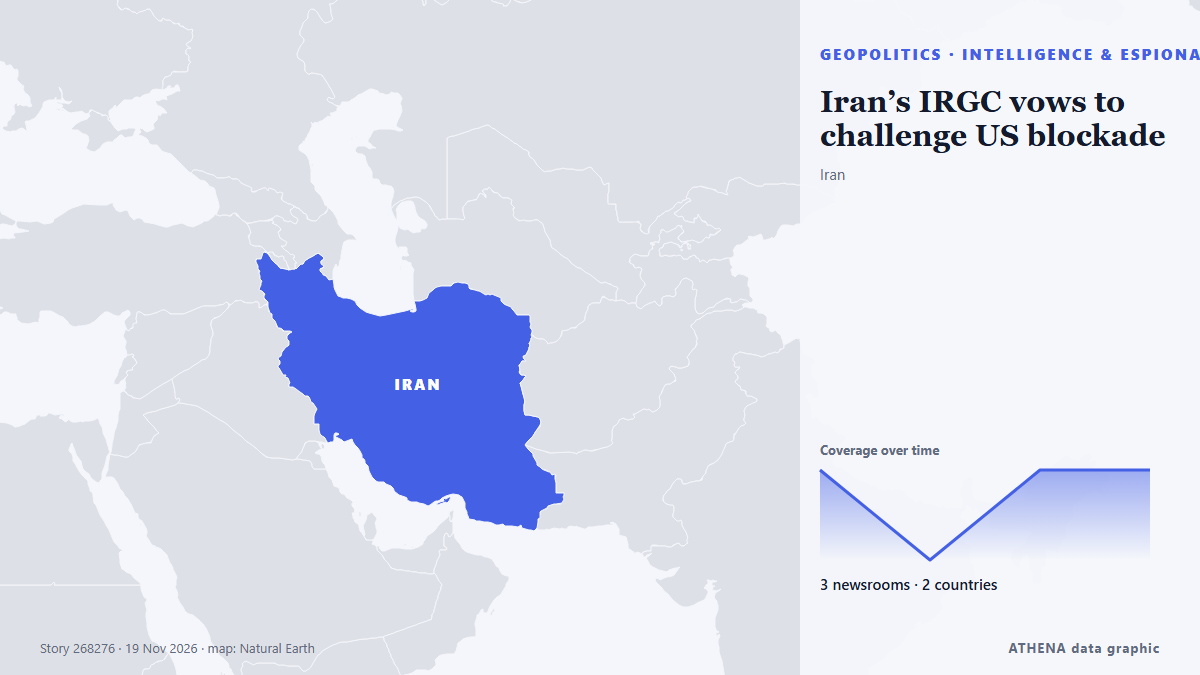 GEOPOLITICS · INTELLIGENCE & ESPIONA
Iran’s IRGC vows to
challenge US blockade
Iran
IRAN
Coverage over time
3 newsrooms · 2 countries
Story 268276 · 19 Nov 2026 · map: Natural Earth
ATHENA data graphic